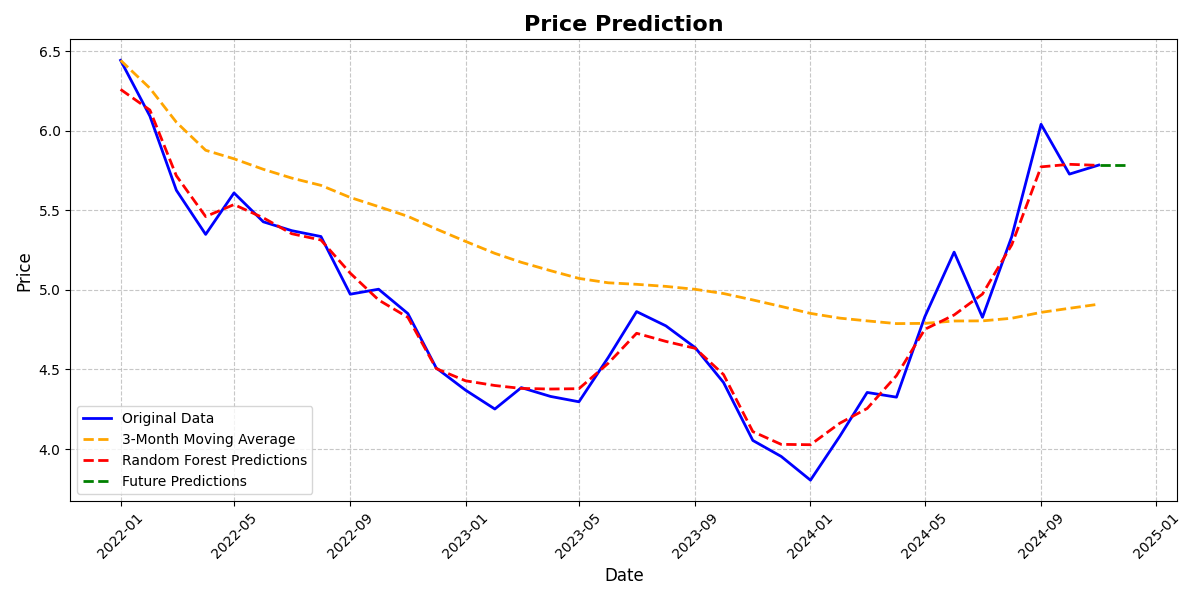 Price Prediction
Price
6.5
6.0
5.5
5.0
4.5
4.0
Original Data
3-Month Moving Average
Random Forest Predictions
Future Predictions
2022-01
2022-05
2022-09
2023-01
2023-05
2023-09
2024-01
2024-05
2024-09
2025-01
Date